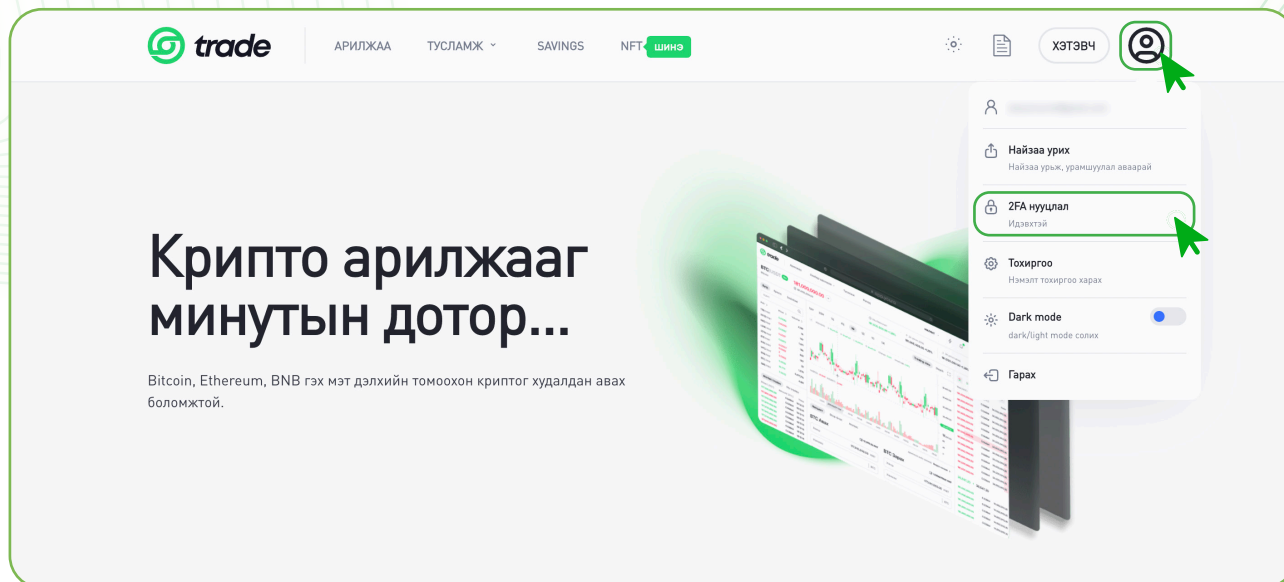 trade
АРИЛЖАА ТУСЛАМЖ SAVINGS NFT ШИНЭ
ХЭТЭВЧ
Найзаа урих
Найзаа урьж, урамшуулал аваарай
2FA нууцлал
Идэвхтэй
Тохиргоо
Нэмэлт тохиргоо харах
Dark mode
dark/light mode солих
Гарах
Крипто арилжааг
минутын дотор...
Bitcoin, Ethereum, BNB гэх мэт дэлхийн томоохон криптог худалдан авах
боломжтой.